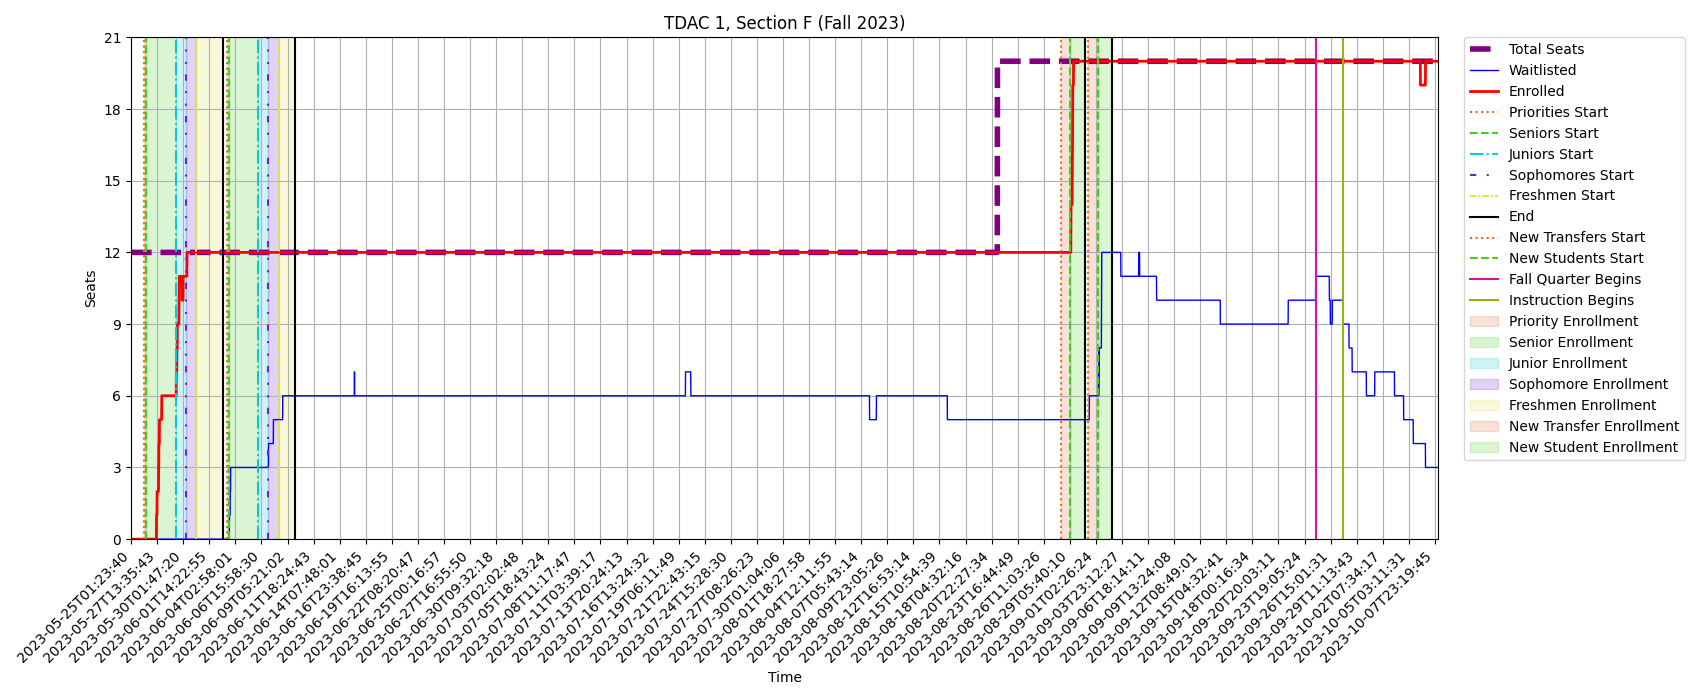 TDAC 1, Section F (Fall 2023)
21
18
15
12
9
6
3
0
Seats
2023-05-25T01:23:40
2023-05-27T13:35:43
2023-05-30T01:47:20
2023-06-01T14:22:55
2023-06-04T02:58:01
2023-06-06T15:58:30
2023-06-09T05:21:02
2023-06-11T18:24:43
2023-06-14T07:48:01
2023-06-16T23:38:45
2023-06-19T16:13:55
2023-06-22T08:20:47
2023-06-25T00:16:57
2023-06-27T16:55:50
2023-06-30T09:32:18
2023-07-03T02:02:48
2023-07-05T18:43:24
2023-07-08T11:17:47
2023-07-11T03:39:17
2023-07-13T20:24:13
2023-07-16T13:24:32
2023-07-19T06:11:49
2023-07-21T22:43:15
2023-07-24T15:28:30
2023-07-27T08:26:23
2023-07-30T01:04:06
2023-08-01T18:27:58
2023-08-04T12:11:55
2023-08-07T05:43:14
2023-08-09T23:05:26
2023-08-12T16:53:14
2023-08-15T10:54:39
2023-08-18T04:32:16
2023-08-20T22:27:34
2023-08-23T16:44:49
2023-08-26T11:03:26
2023-08-29T05:40:10
2023-09-01T02:26:24
2023-09-03T23:12:27
2023-09-06T18:14:11
2023-09-09T13:24:08
2023-09-12T08:49:01
2023-09-15T04:32:41
2023-09-18T00:16:34
2023-09-20T20:03:11
2023-09-23T19:05:24
2023-09-26T15:01:31
2023-09-29T11:13:43
2023-10-02T07:34:17
2023-10-05T03:11:31
2023-10-07T23:19:45
Time
Total Seats
Waitlisted
Enrolled
Priorities Start
Seniors Start
Juniors Start
Sophomores Start
Freshmen Start
End
New Transfers Start
New Students Start
Fall Quarter Begins
Instruction Begins
Priority Enrollment
Senior Enrollment
Junior Enrollment
Sophomore Enrollment
Freshmen Enrollment
New Transfer Enrollment
New Student Enrollment